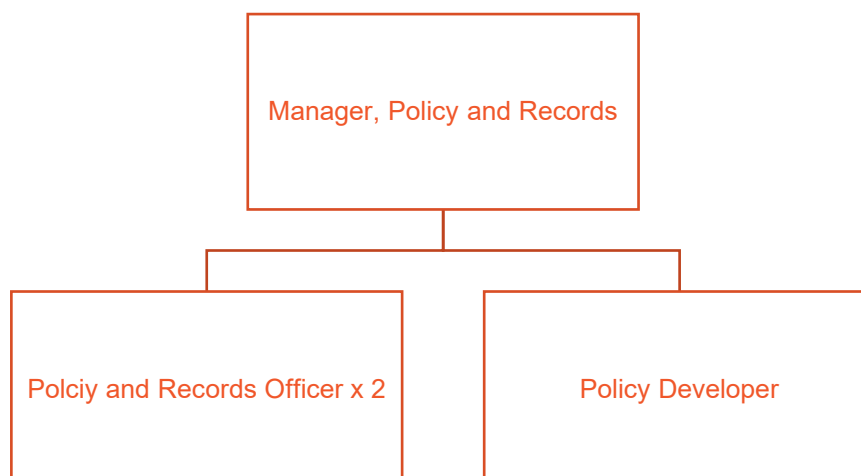 Manager, Policy and Records
Polciy and Records Officer x 2
Policy Developer